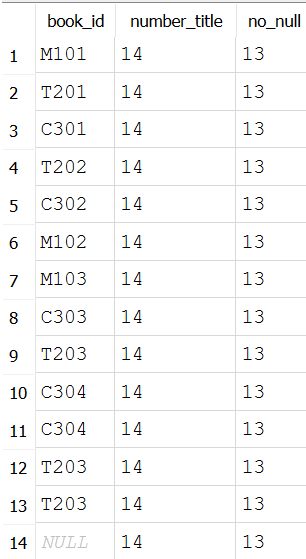 book_id number_title no_null
1 M101 14 13
2 T201 14 13
3 C301 14 13
4 T202 14 13
5 C302 14 13
6 M102 14 13
7 M103 14 13
8 C303 14 13
9 T203 14 13
10 C304 14 13
11 C304 14 13
12 T203 14 13
13 T203 14 13
14 NULL 14 13